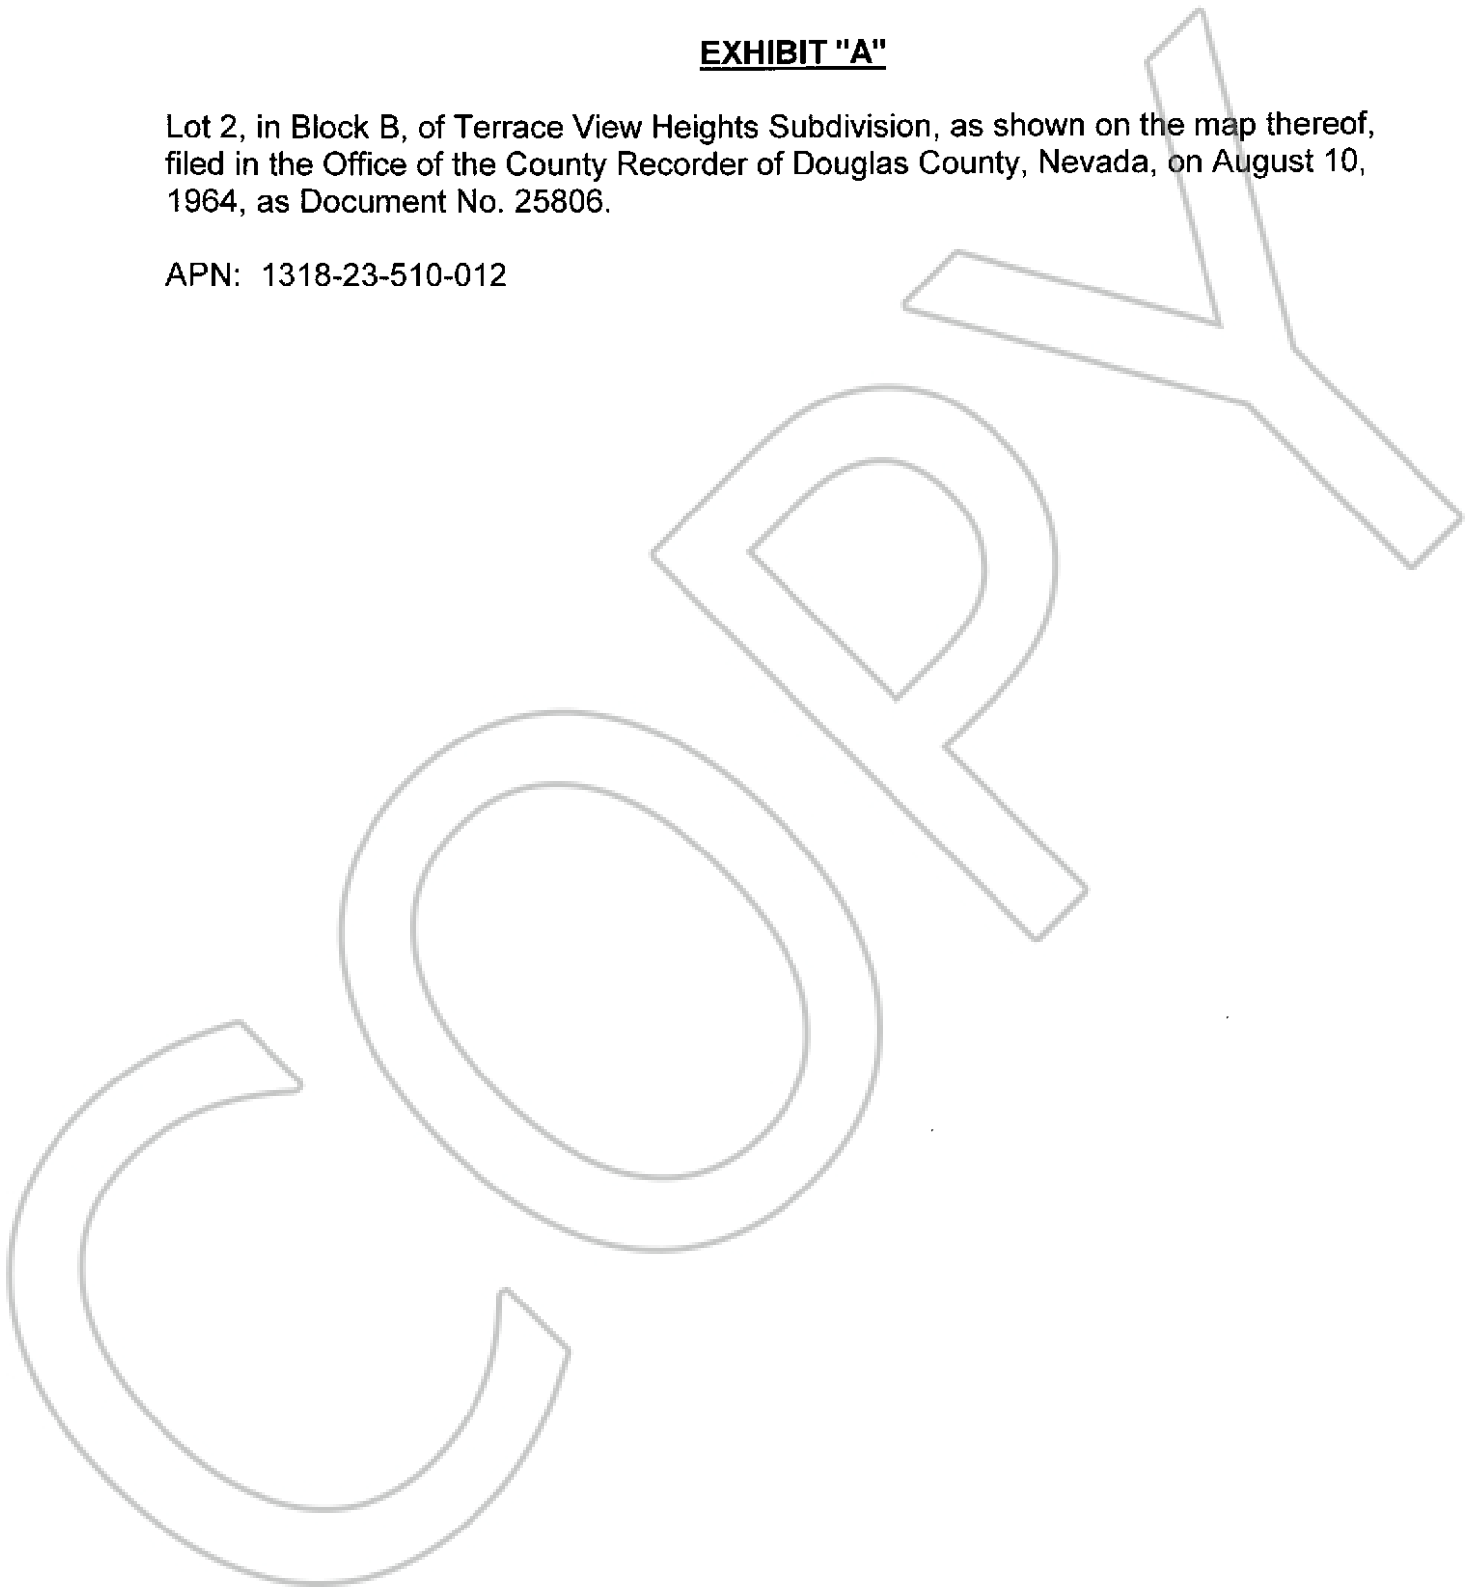 EXHIBIT "A"
Lot 2, in Block B, of Terrace View Heights Subdivision, as shown on the map thereof,
filed in the Office of the County Recorder of Douglas County, Nevada, on August 10,
1964, as Document No. 25806.
APN: 1318-23-510-012
COPY